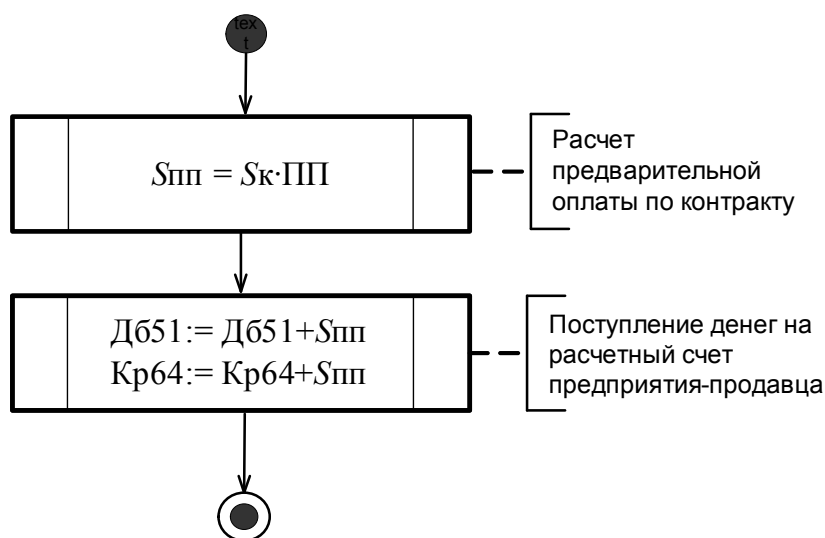 tex
t
Sпп = Sк·ПП
Расчет
предварительной
оплаты по контракту
Дб51:= Дб51+Sпп
Кр64:= Кр64+Sпп
Поступление денег на
расчетный счет
предприятия-продавца